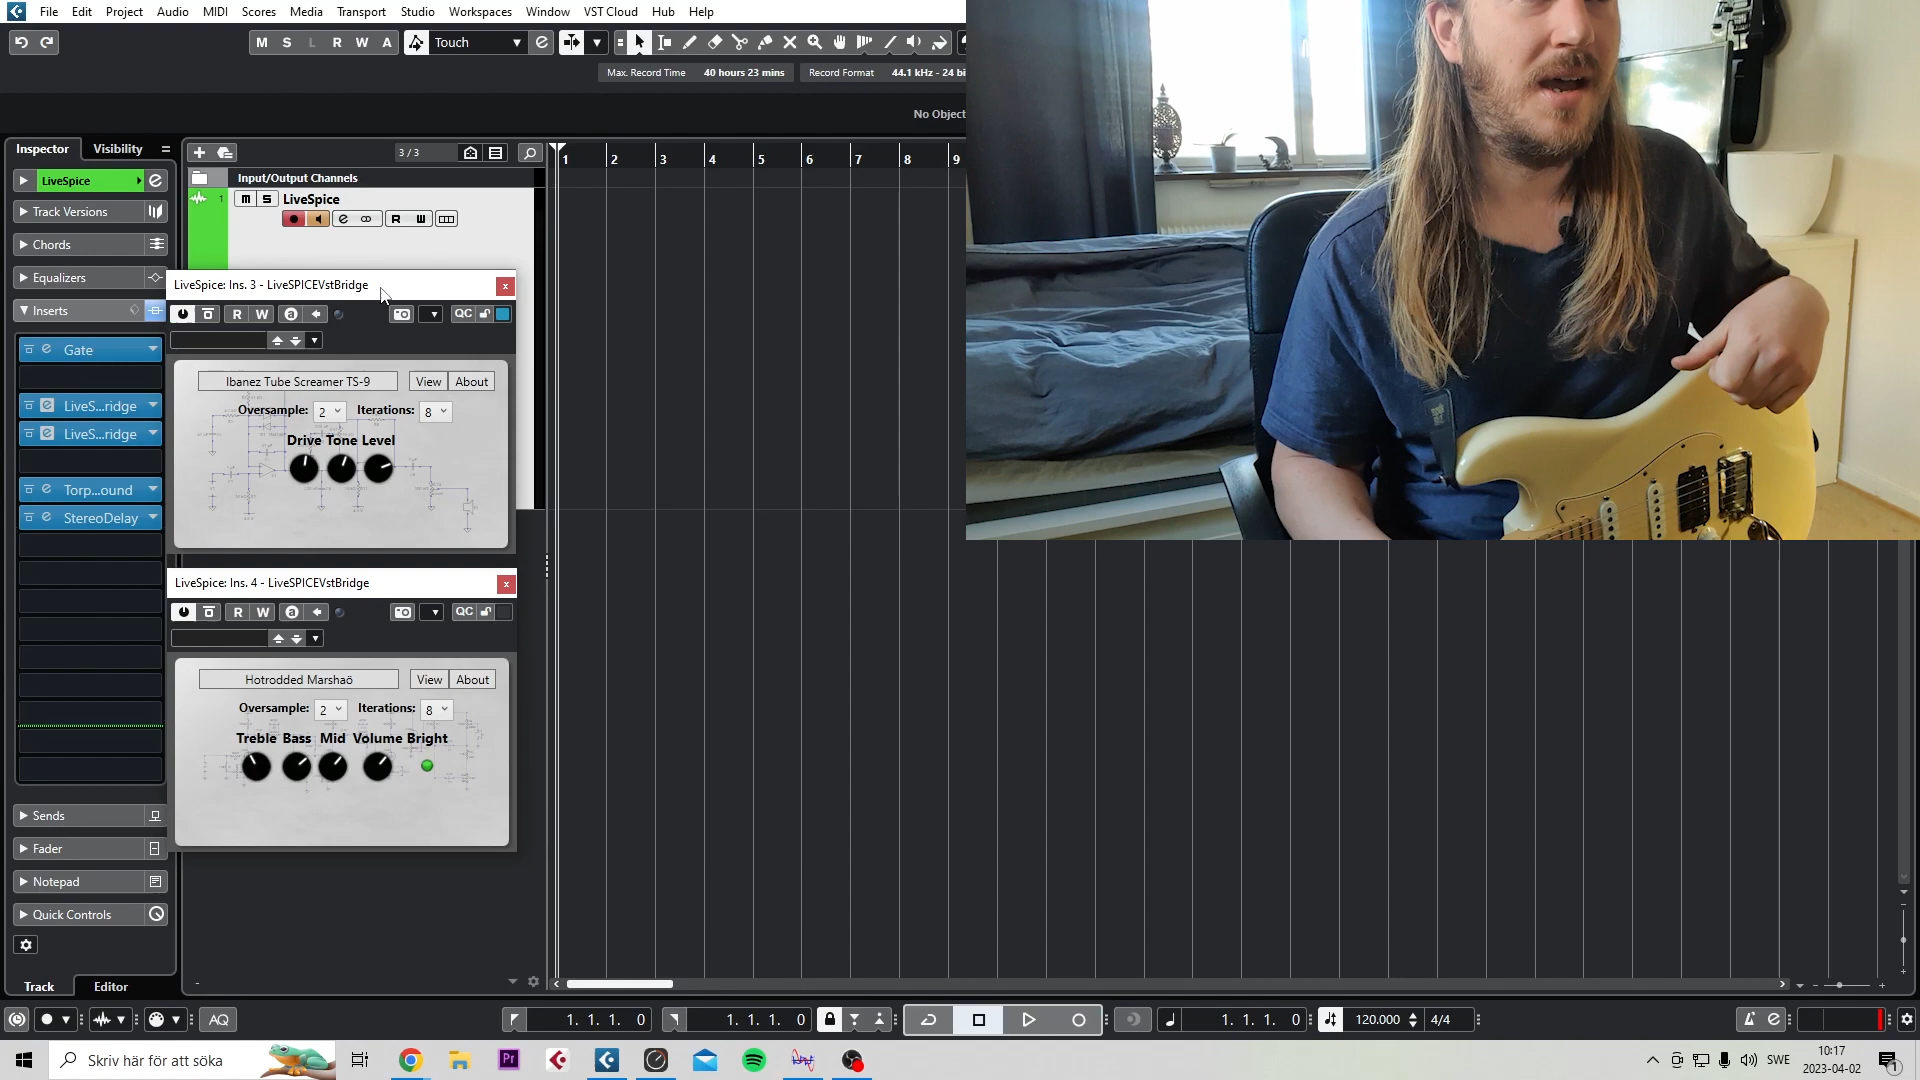 File Edit Project Audio MIDI Scores Media Transport Studio Workspaces Window VST Cloud Hub Help
M S L R W A Touch
Max. Record Time 40 hours 23 mins Record Format 44.1 kHz - 24 bi
No Object
Inspector Visibility
3 / 3
1 2 3 4 5 6 7 8 9
LiveSpice
Input/Output Channels
1 m S LiveSpice
R W
Track Versions
Chords
Equalizers
Inserts
LiveSpice: Ins. 3 - LiveSPICEVstBridge x
R W a QC
Gate
Ibanez Tube Screamer TS-9 View About
LiveS...ridge
Oversample: 2 Iterations: 8
LiveS...ridge
Drive Tone Level
Torp...ound
StereoDelay
LiveSpice: Ins. 4 - LiveSPICEVstBridge x
R W a QC
Hotrodded Marshaö View About
Oversample: 2 Iterations: 8
Treble Bass Mid Volume Bright
Sends
Fader
Notepad
Quick Controls
Track Editor
AQ 1. 1. 1. 0 1. 1. 1. 0 1. 1. 1. 0 120.000 4/4
Skriv här för att söka Pr SWE 10:17
2023-04-02 1